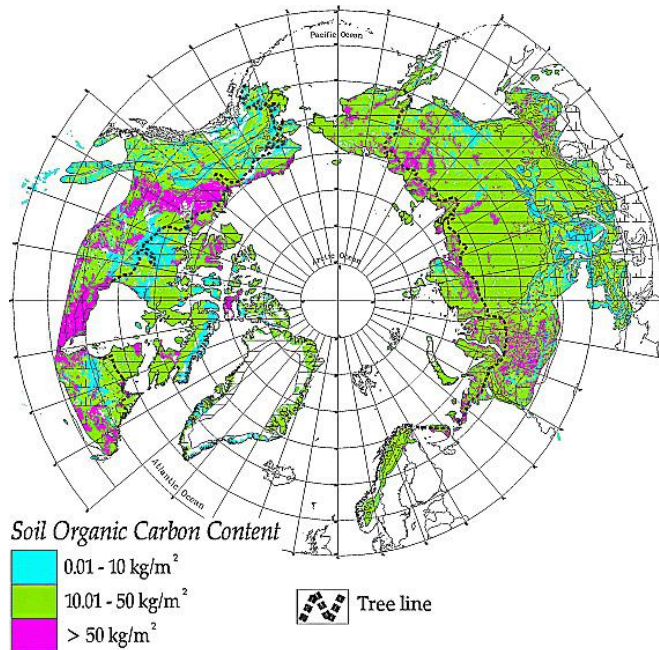 Pacific Ocean
Arctic Ocean
Atlantic Ocean
Soil Organic Carbon Content
0.01 - 10 kg/m²
10.01 - 50 kg/m²
> 50 kg/m²
Tree line